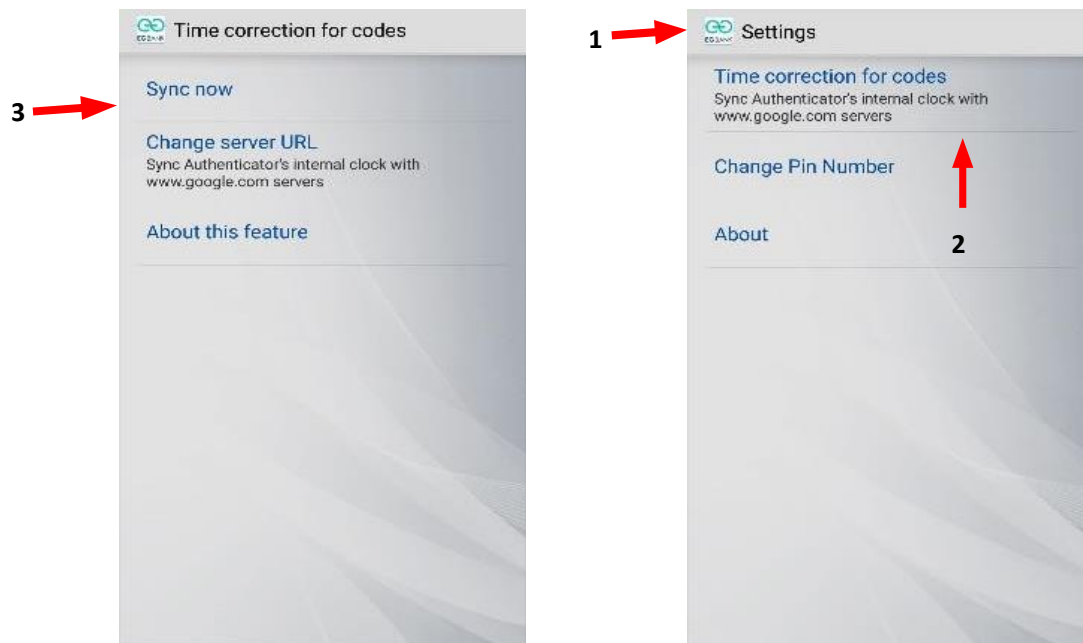 EGBANK
Time correction for codes
3
Sync now
Change server URL
Sync Authenticator's internal clock with
www.google.com servers
About this feature
1
EGBANK
Settings
Time correction for codes
Sync Authenticator's internal clock with
www.google.com servers
Change Pin Number
2
About